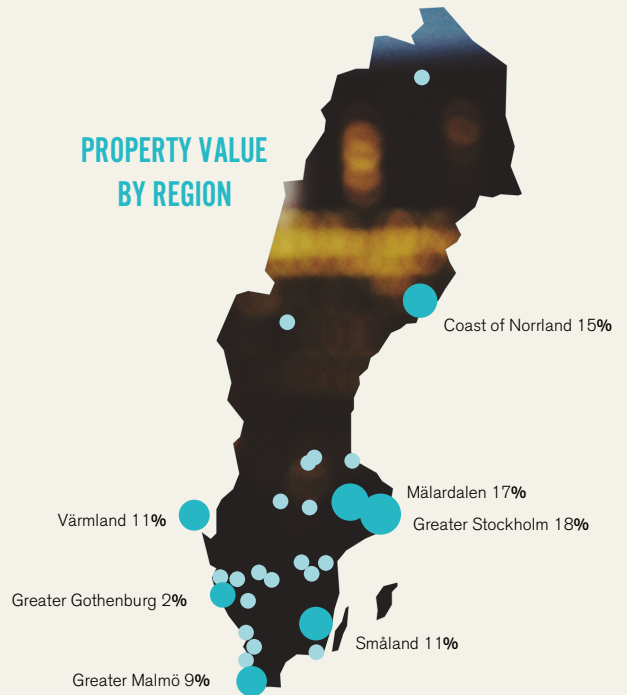 PROPERTY VALUE
BY REGION
Coast of Norrland 15%
Mälardalen 17%
Värmland 11%
Greater Stockholm 18%
Greater Gothenburg 2%
Småland 11%
Greater Malmö 9%